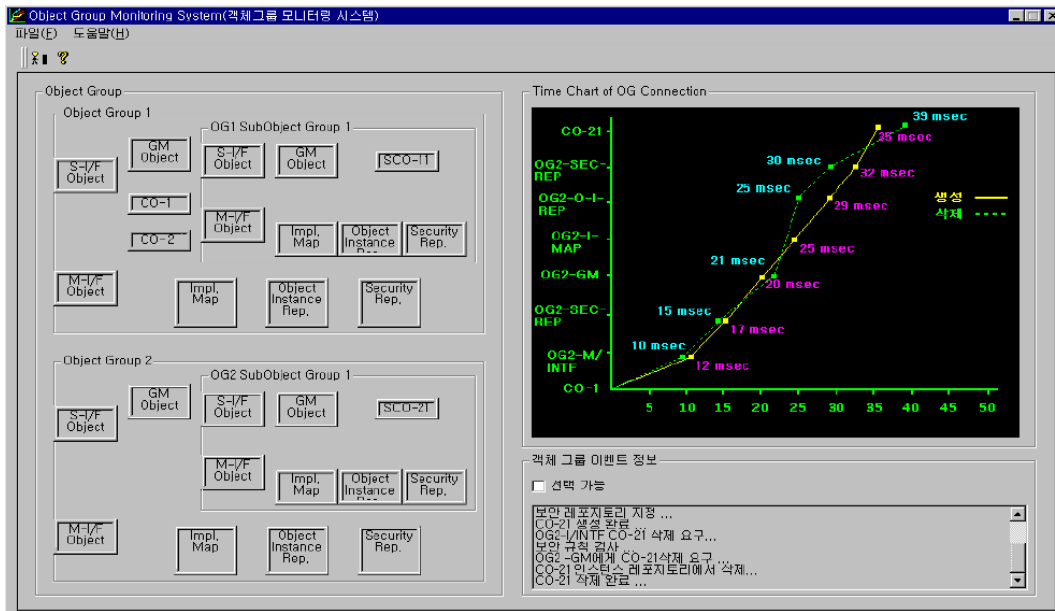 Object Group Monitoring System(객체그룹 모니터링 시스템)
파일(F) 도움말(H)
Object Group
Object Group 1
S-I/F
Object
GM
Object
CO-1
CO-2
M-I/F
Object
Impl.
Map
Object
Instance
Rep.
Security
Rep.
OG1 SubObject Group 1
S-I/F
Object
GM
Object
SCO-11
M-I/F
Object
Impl.
Map
Object
Instance
Security
Rep.
Object Group 2
S-I/F
Object
GM
Object
M-I/F
Object
Impl.
Map
Object
Instance
Rep.
Security
Rep.
OG2 SubObject Group 1
S-I/F
Object
GM
Object
SCO-21
M-I/F
Object
Impl.
Map
Object
Instance
Security
Rep.
Time Chart of OG Connection
CO-21
OG2-SEC-
REP
OG2-O-I-
REP
OG2-I-
MAP
OG2-GM
OG2-SEC-
REP
OG2-M/
INTF
CO-1
39 msec
35 msec
30 msec
32 msec
25 msec
29 msec
25 msec
21 msec
20 msec
15 msec
17 msec
10 msec
12 msec
생성
삭제
5 10 15 20 25 30 35 40 45 50
객체 그룹 이벤트 정보
선택 가능
보안 레포지토리 지정 ...
CO-21 생성 완료 ...
OG2-I/INTF CO-21 삭제 요구...
보안 규칙 검사 ...
OG2 -GM에게 CO-21삭제 요구 ...
CO-21 인스턴스 레포지토리에서 삭제...
CO-21 삭제 완료 ...